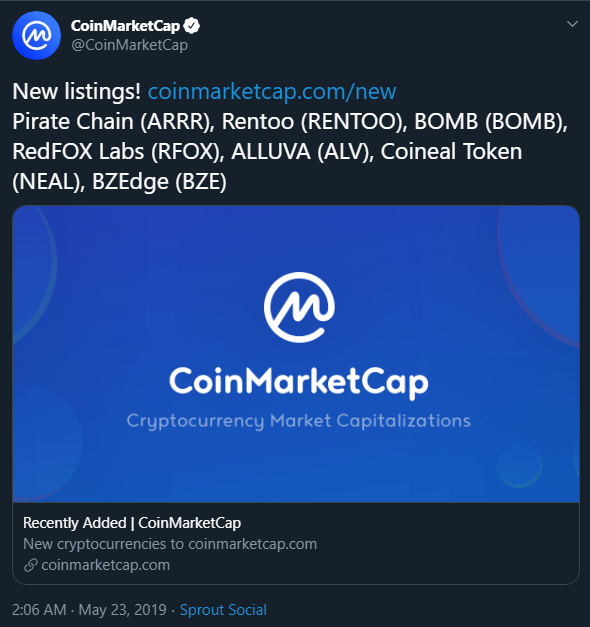 CoinMarketCap
@CoinMarketCap
New listings! coinmarketcap.com/new
Pirate Chain (ARRR), Rentoo (RENTOO), BOMB (BOMB),
RedFOX Labs (RFOX), ALLUVA (ALV), Coineal Token
(NEAL), BZEdge (BZE)
CoinMarketCap
Cryptocurrency Market Capitalizations
Recently Added | CoinMarketCap
New cryptocurrencies to coinmarketcap.com
coinmarketcap.com
2:06 AM · May 23, 2019 · Sprout Social